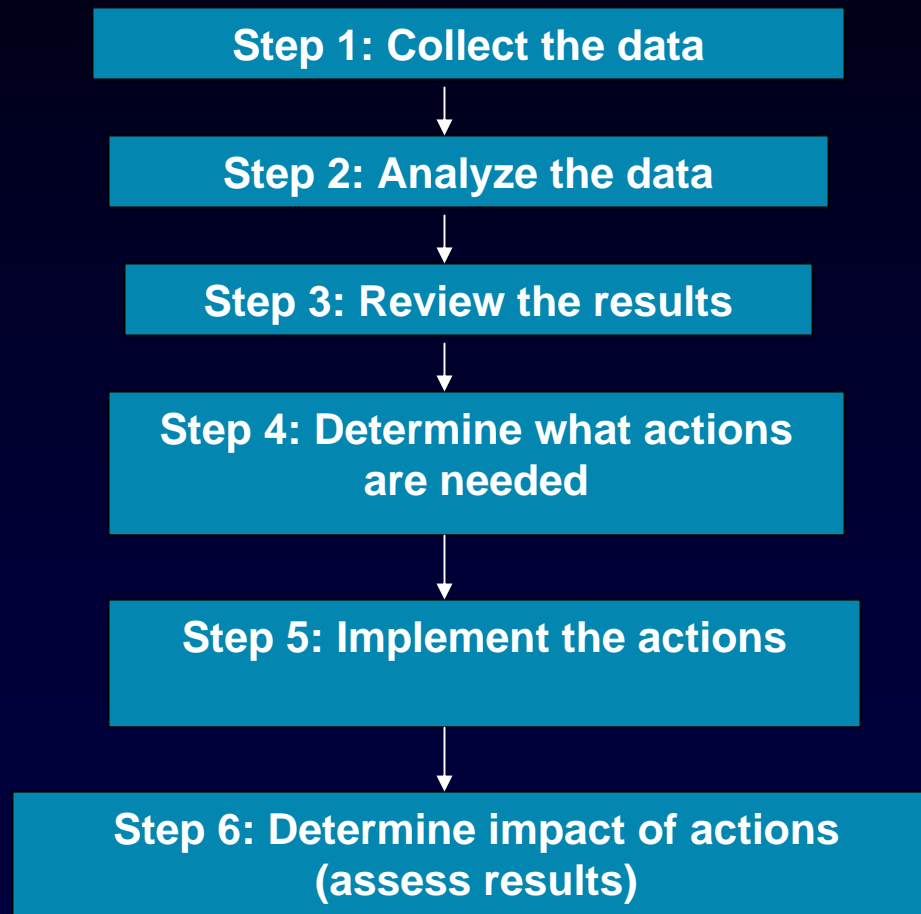 Step 1: Collect the data
Step 2: Analyze the data
Step 3: Review the results
Step 4: Determine what actions
are needed
Step 5: Implement the actions
Step 6: Determine impact of actions
(assess results)